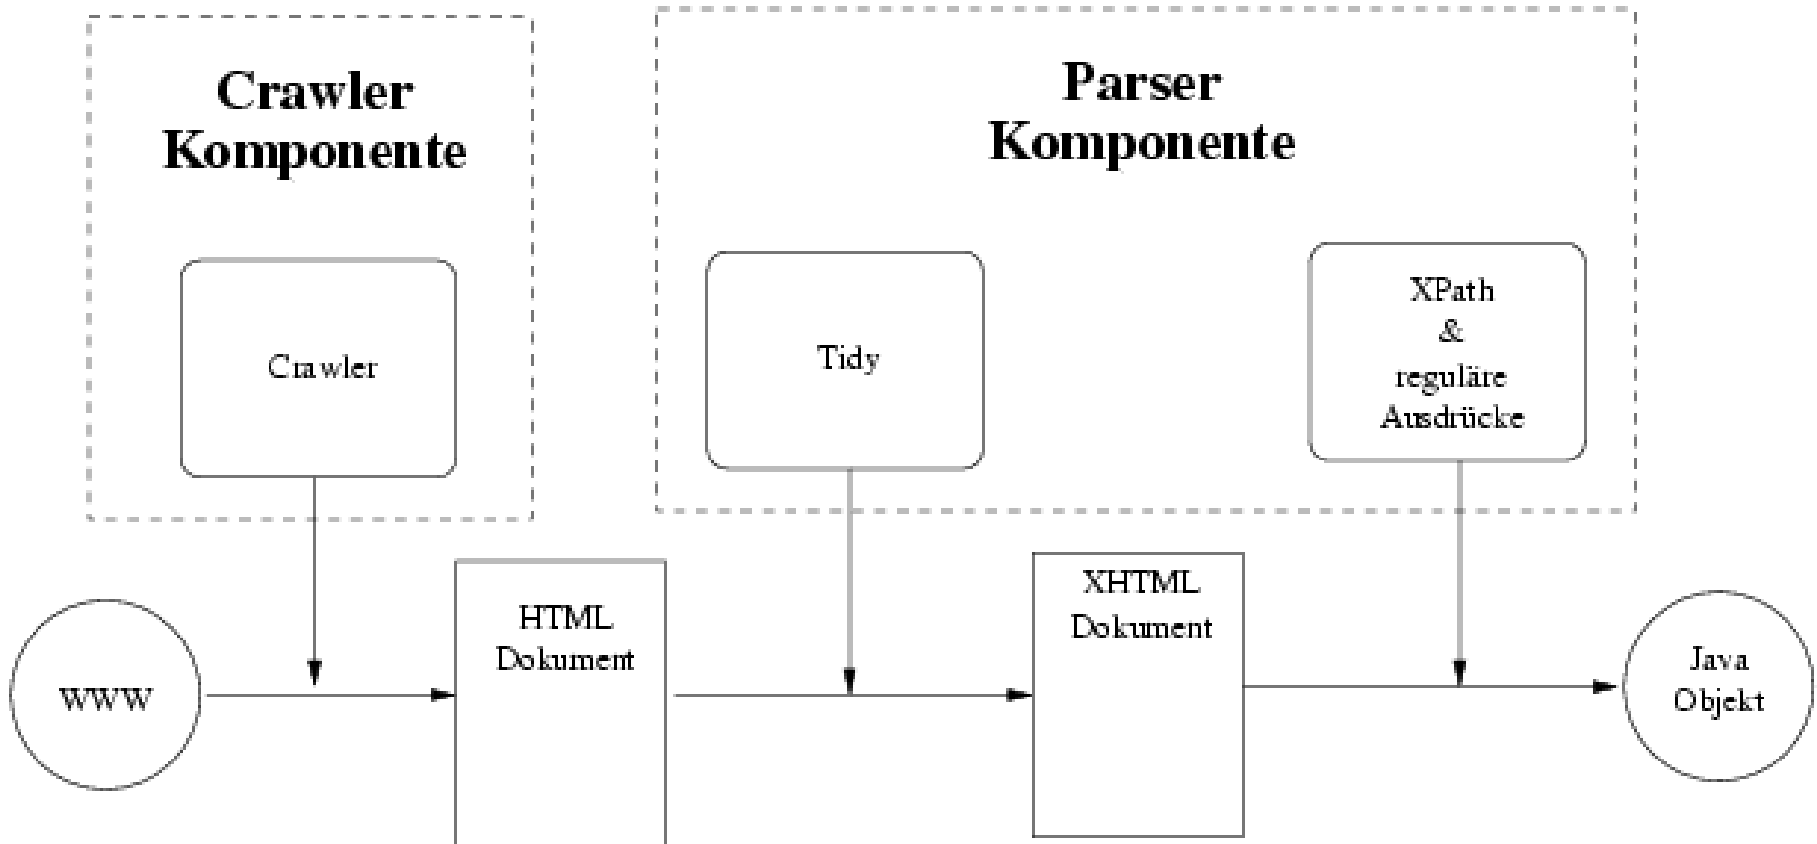 Crawler
Komponente
Parser
Komponente
Crawler
Tidy
XPath
&
reguläre
Ausdrücke
WWW
HTML
Dokument
XHTML
Dokument
Java
Objekt